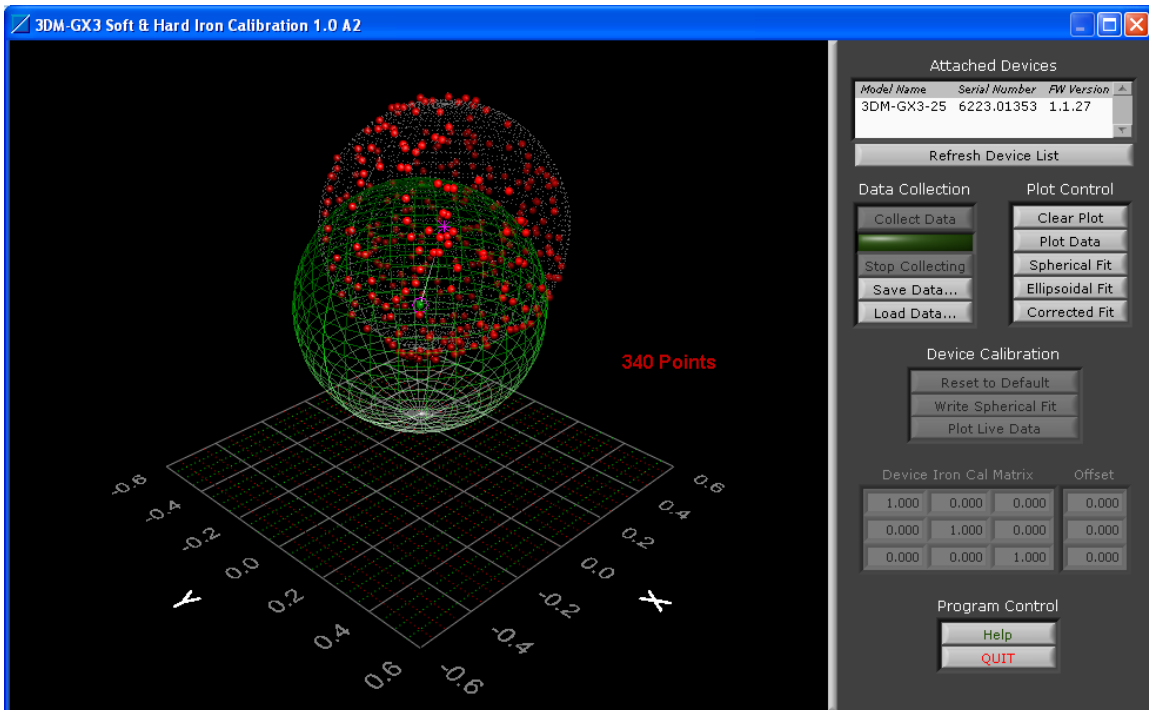 3DM-GX3 Soft & Hard Iron Calibration 1.0 A2
Attached Devices
Model Name Serial Number FW Version
3DM-GX3-25 6223.01353 1.1.27
Refresh Device List
Data Collection
Collect Data
Stop Collecting
Save Data...
Load Data...
Plot Control
Clear Plot
Plot Data
Spherical Fit
Ellipsoidal Fit
Corrected Fit
340 Points
Device Calibration
Reset to Default
Write Spherical Fit
Plot Live Data
Device Iron Cal Matrix Offset
1.000 0.000 0.000 0.000
0.000 1.000 0.000 0.000
0.000 0.000 1.000 0.000
Program Control
Help
QUIT
-0.6
-0.4
-0.2
0.0
0.2
0.4
0.6
Y
0.6
0.4
0.2
0.0
-0.2
-0.4
-0.6
X